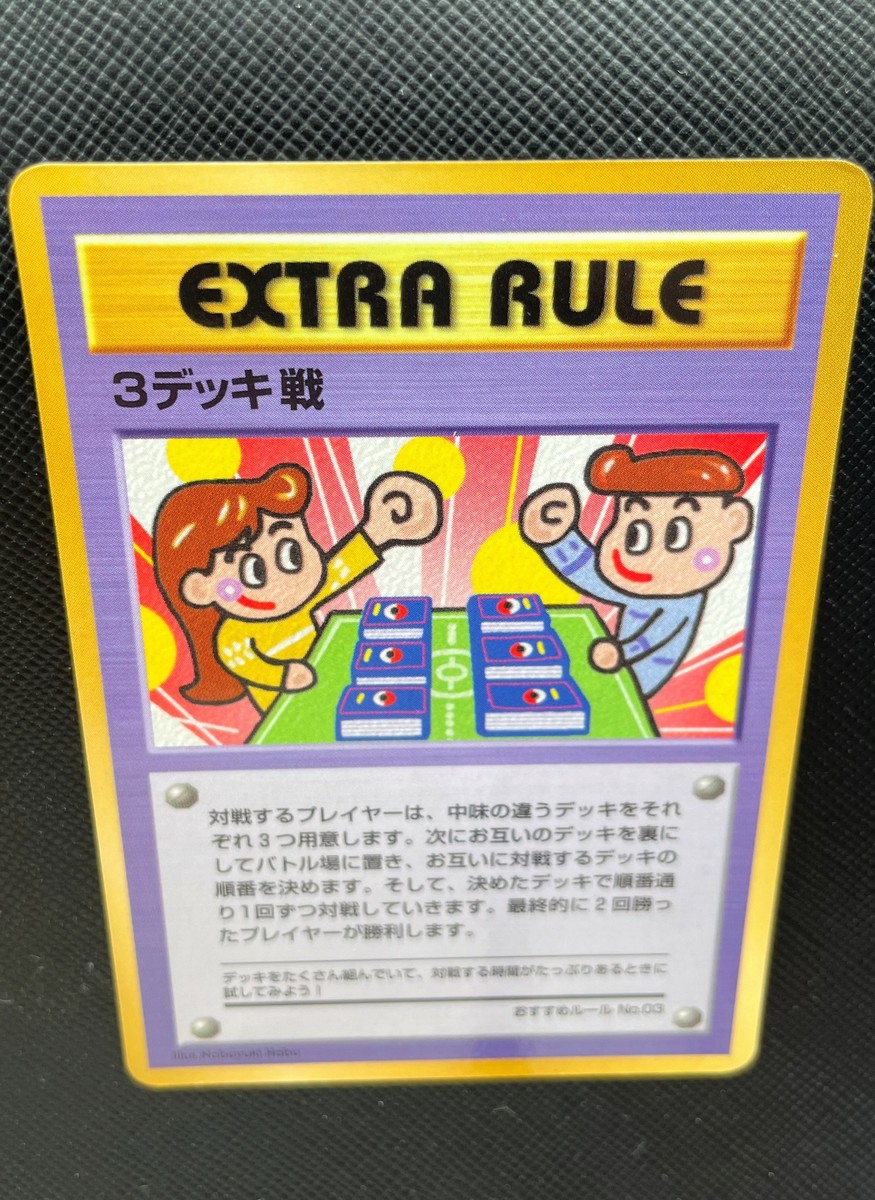 EXTRA RULE
3デッキ戦
対戦するプレイヤーは、中味の違うデッキをそれ
ぞれ3つ用意します。次にお互いのデッキを裏に
してバトル場に置き、お互いに対戦するデッキの
順番を決めます。そして、決めたデッキで順番通
り1回ずつ対戦していきます。最終的に2回勝っ
たプレイヤーが勝利します。
デッキをたくさん組んでいて、対戦する時間がたっぷりあるときに
試してみよう!
おすすめルール No.03
Illus.